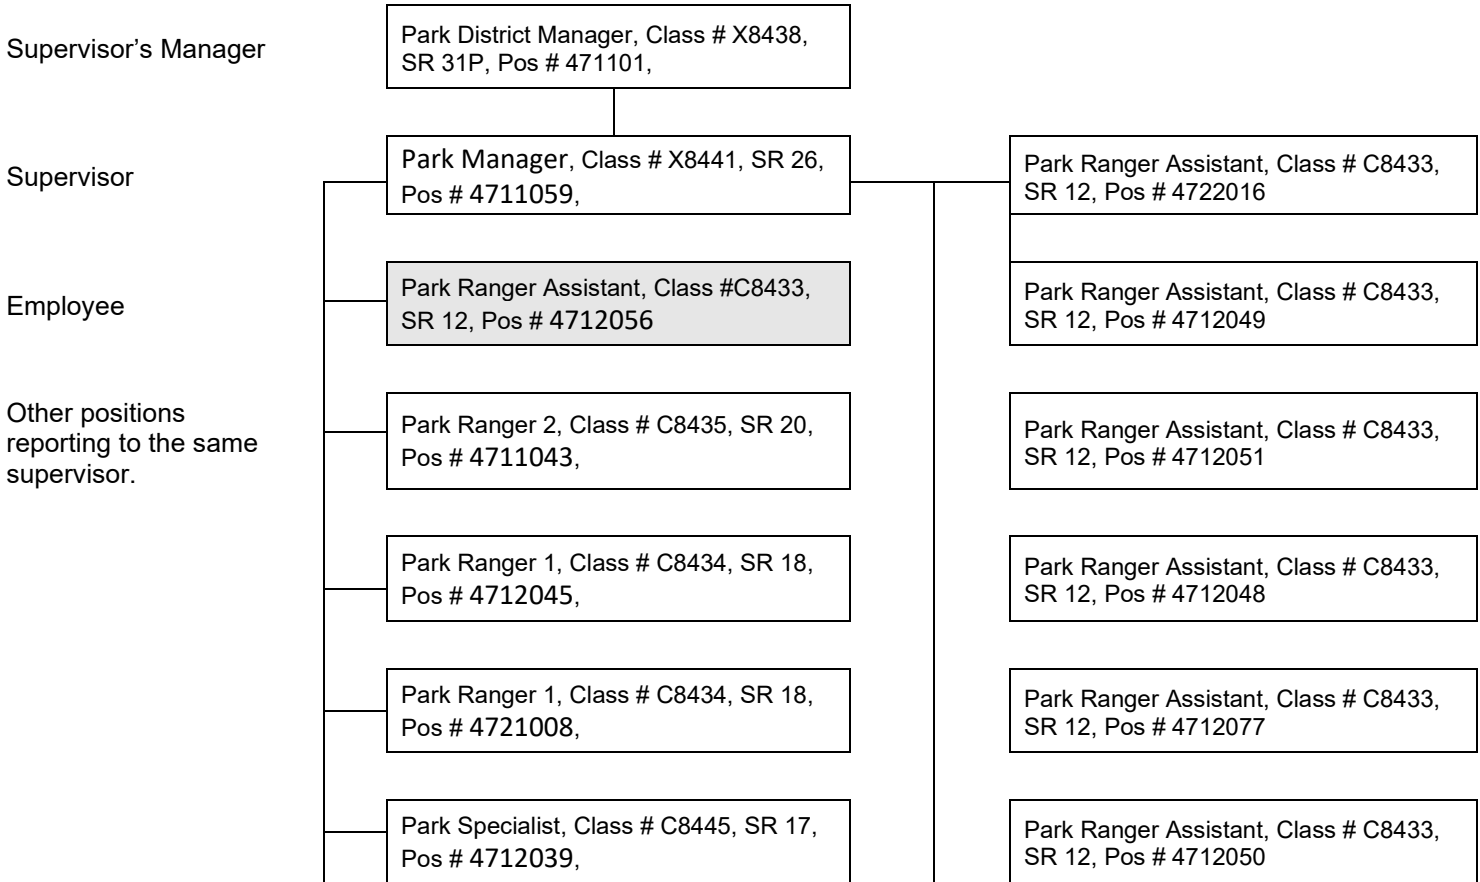 Supervisor's Manager
Park District Manager, Class # X8438,
SR 31P, Pos # 471101,
Supervisor
Park Manager, Class # X8441, SR 26,
Pos # 4711059,
Park Ranger Assistant, Class # C8433,
SR 12, Pos # 4722016
Employee
Park Ranger Assistant, Class #C8433,
SR 12, Pos # 4712056
Park Ranger Assistant, Class # C8433,
SR 12, Pos # 4712049
Other positions
reporting to the same
supervisor.
Park Ranger 2, Class # C8435, SR 20,
Pos # 4711043,
Park Ranger Assistant, Class # C8433,
SR 12, Pos # 4712051
Park Ranger 1, Class # C8434, SR 18,
Pos # 4712045,
Park Ranger Assistant, Class # C8433,
SR 12, Pos # 4712048
Park Ranger 1, Class # C8434, SR 18,
Pos # 4721008,
Park Ranger Assistant, Class # C8433,
SR 12, Pos # 4712077
Park Specialist, Class # C8445, SR 17,
Pos # 4712039,
Park Ranger Assistant, Class # C8433,
SR 12, Pos # 4712050